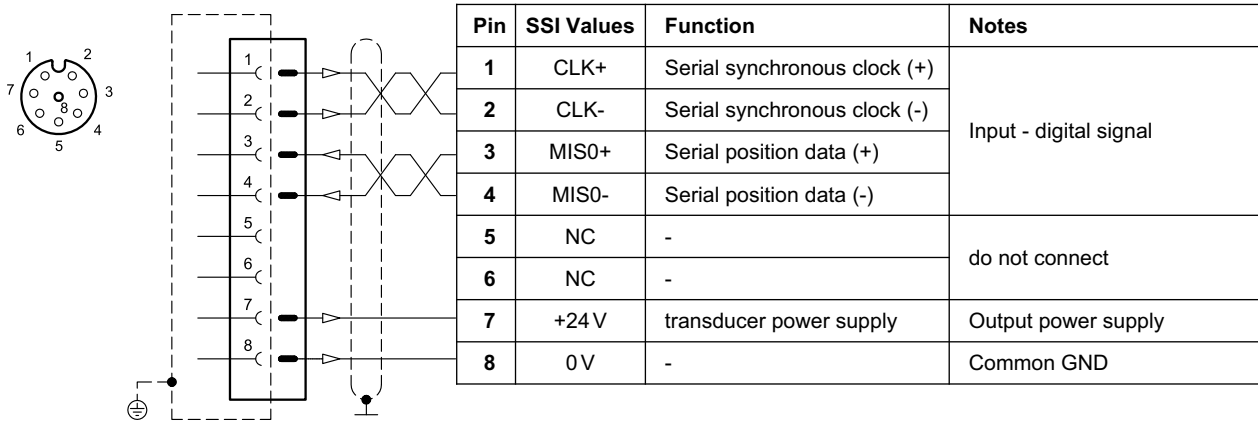 1 2
7 8 3
6 4
5
1
2
3
4
5
6
7
8
Pin SSI Values Function Notes
1 CLK+ Serial synchronous clock (+)
2 CLK- Serial synchronous clock (-)
Input - digital signal
3 MIS0+ Serial position data (+)
4 MIS0- Serial position data (-)
5 NC -
do not connect
6 NC -
7 +24 V transducer power supply Output power supply
8 0 V - Common GND